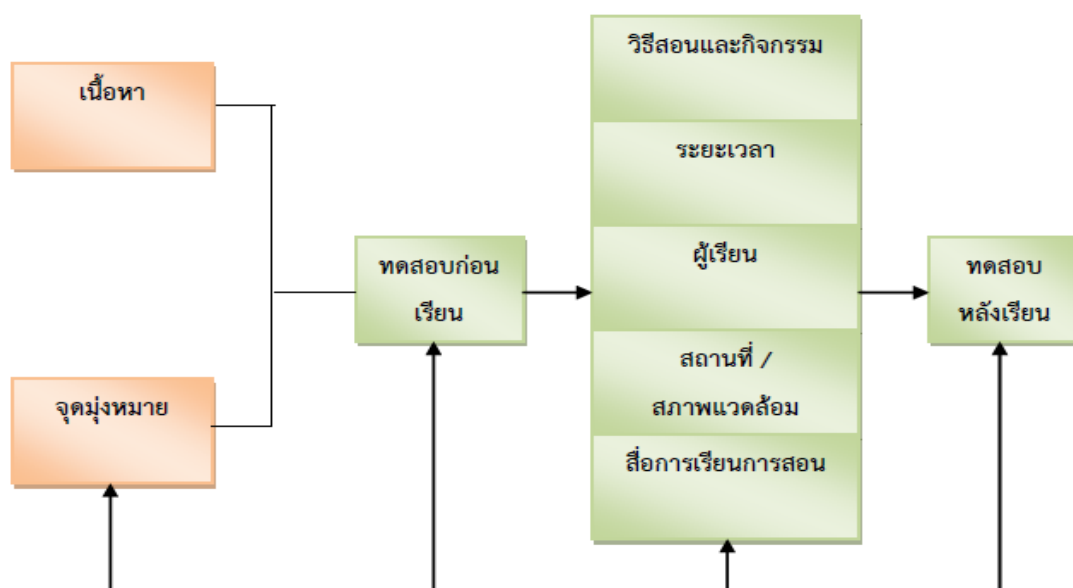 เนื้อหา
จุดมุ่งหมาย
ทดสอบก่อน
เรียน
วิธีสอนและกิจกรรม
ระยะเวลา
ผู้เรียน
สถานที่ /
สภาพแวดล้อม
สื่อการเรียนการสอน
ทดสอบ
หลังเรียน